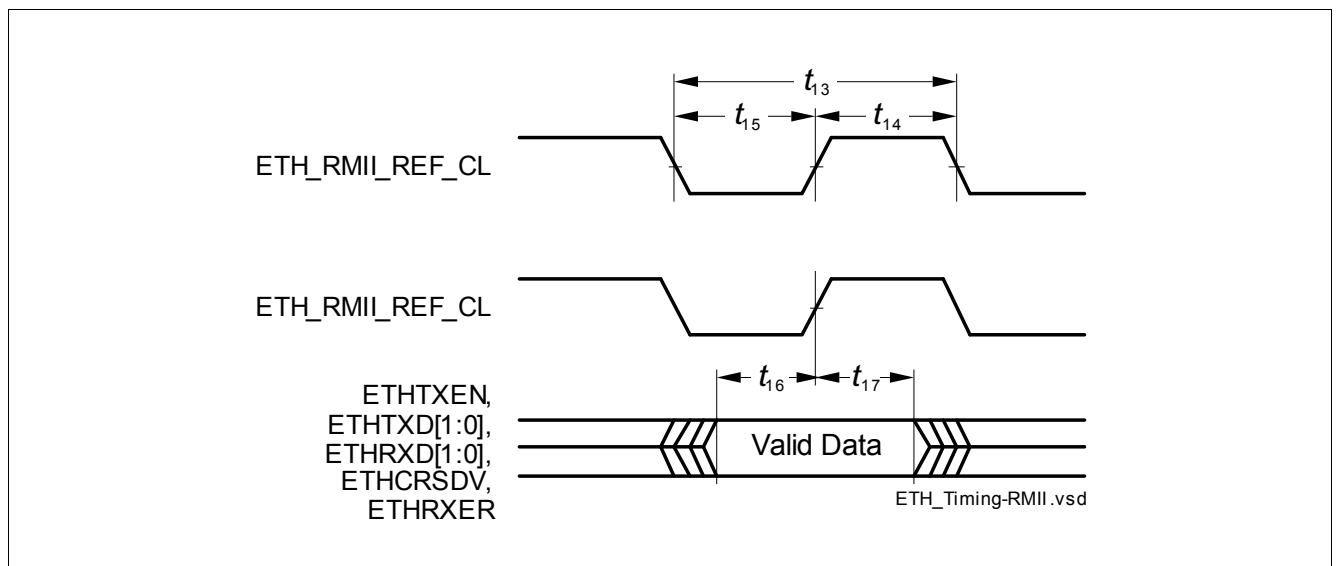 t13
t15
t14
ETH_RMII_REF_CL
ETH_RMII_REF_CL
t16
t17
ETHTXEN,
ETHTXD[1:0],
ETHRXD[1:0],
ETHCRSDV,
ETHRXER
Valid Data
ETH_Timing-RMII.vsd